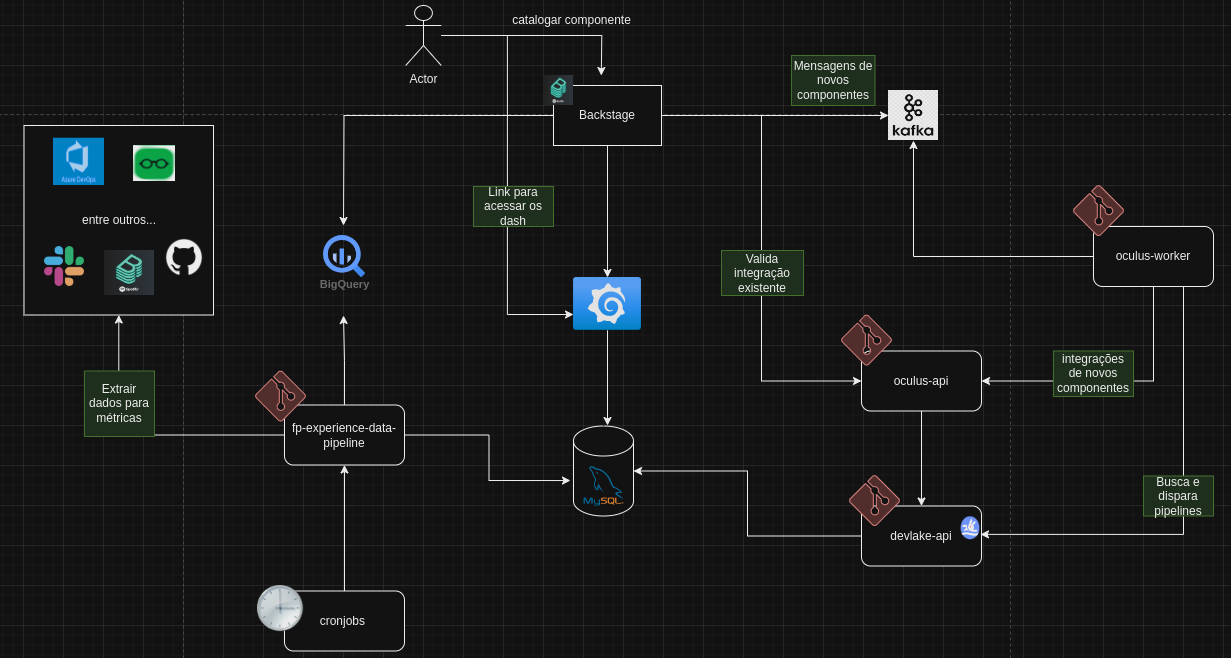 catalogar componente
Actor
Mensagens de
novos
componentes
Backstage
kafka
Azure DevOps
entre outros...
Spotify
Link para
acessar os
dash
BigQuery
Valida
integração
existente
oculus-worker
Extrair
dados para
métricas
fp-experience-data-
pipeline
oculus-api
integrações
de novos
componentes
MySQL
devlake-api
Busca e
dispara
pipelines
cronjobs